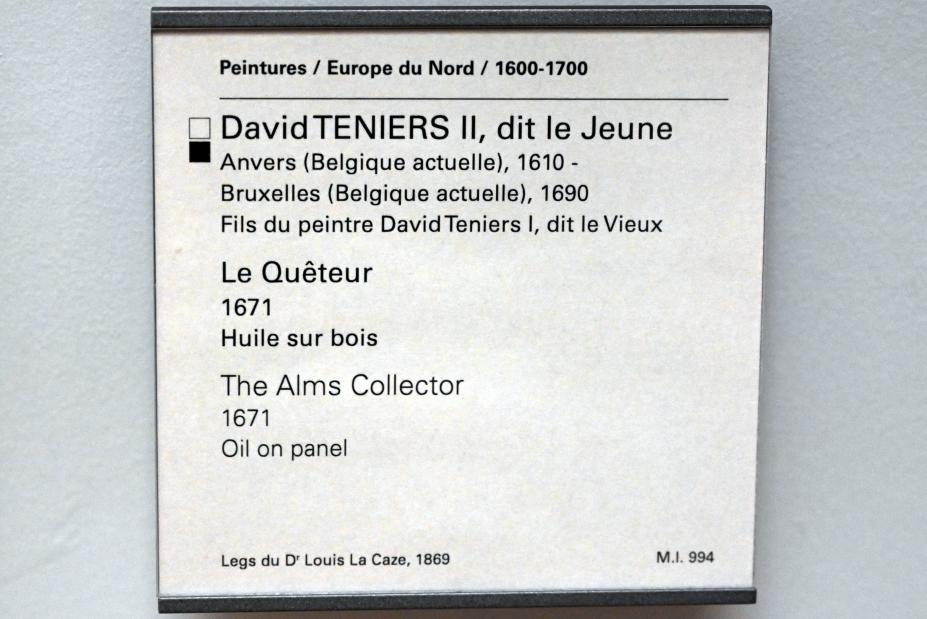 Peintures / Europe du Nord / 1600-1700
David TENIERS II, dit le Jeune
Anvers (Belgique actuelle), 1610 -
Bruxelles (Belgique actuelle), 1690
Fils du peintre David Teniers I, dit le Vieux
Le Quêteur
1671
Huile sur bois
The Alms Collector
1671
Oil on panel
Legs du Dʳ Louis La Caze, 1869
M.I. 994